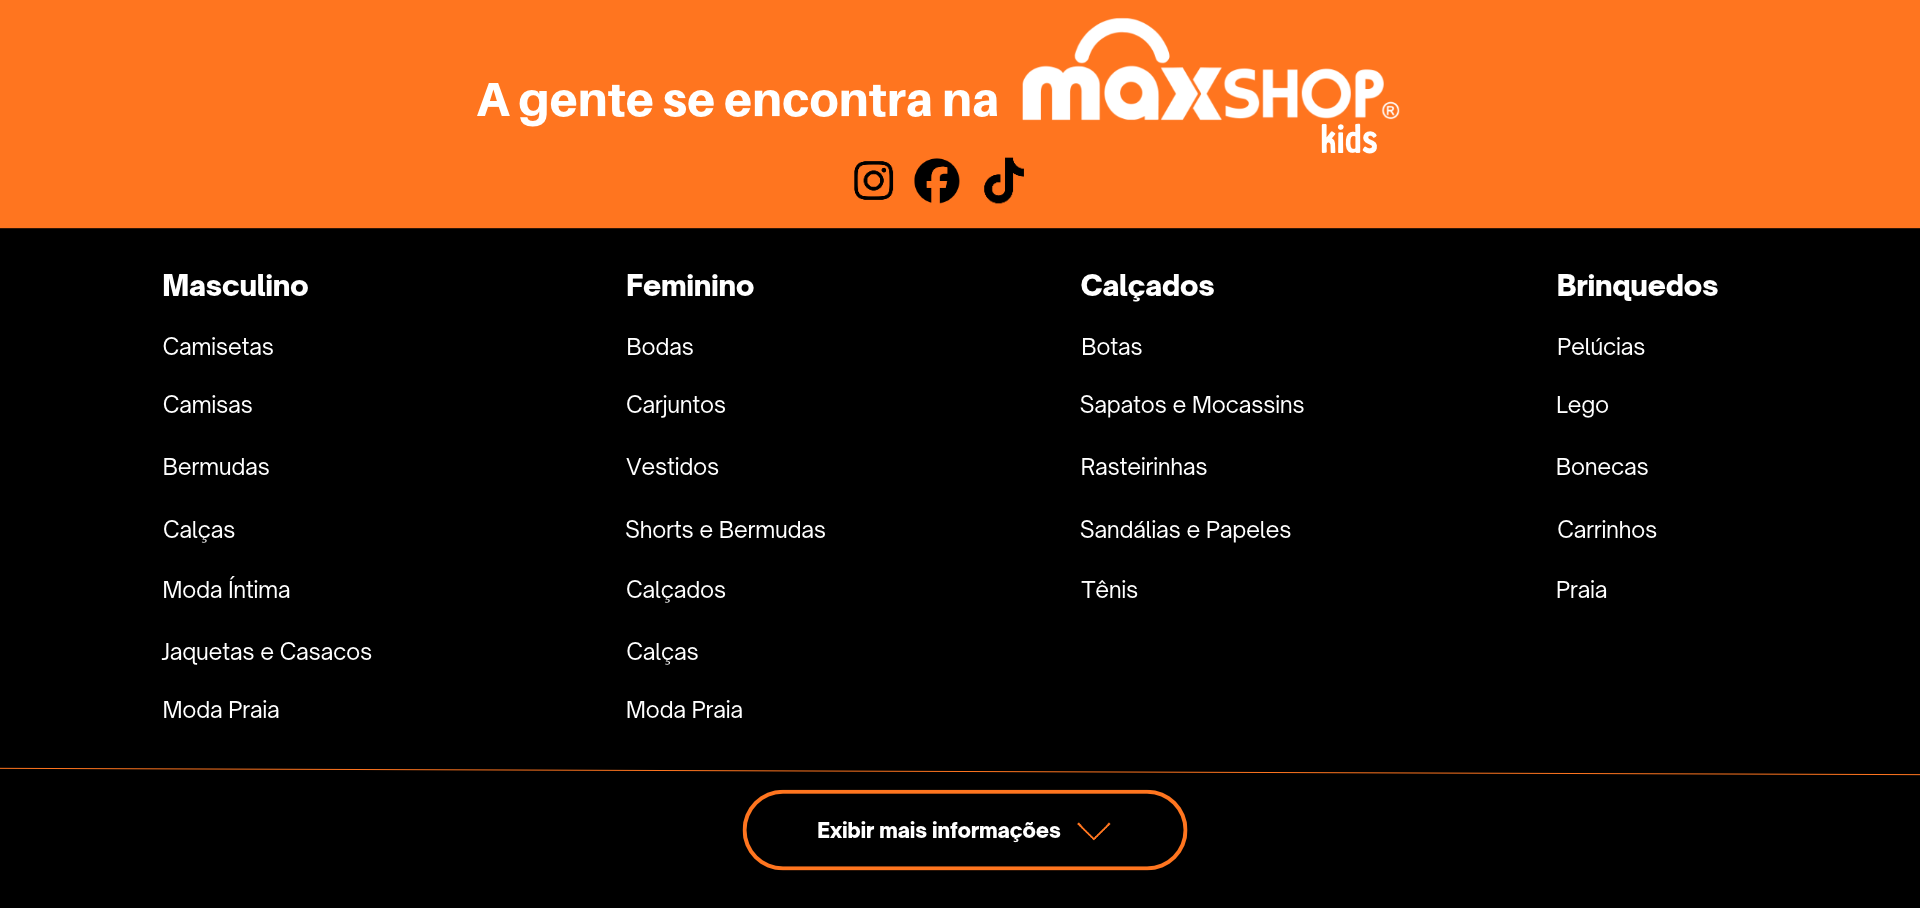 A gente se encontra na maxSHOP®
kids
Masculino
Camisetas
Camisas
Bermudas
Calças
Moda Íntima
Jaquetas e Casacos
Moda Praia
Feminino
Bodas
Carjuntos
Vestidos
Shorts e Bermudas
Calçados
Calças
Moda Praia
Calçados
Botas
Sapatos e Mocassins
Rasteirinhas
Sandálias e Papeles
Tênis
Brinquedos
Pelúcias
Lego
Bonecas
Carrinhos
Praia
Exibir mais informações